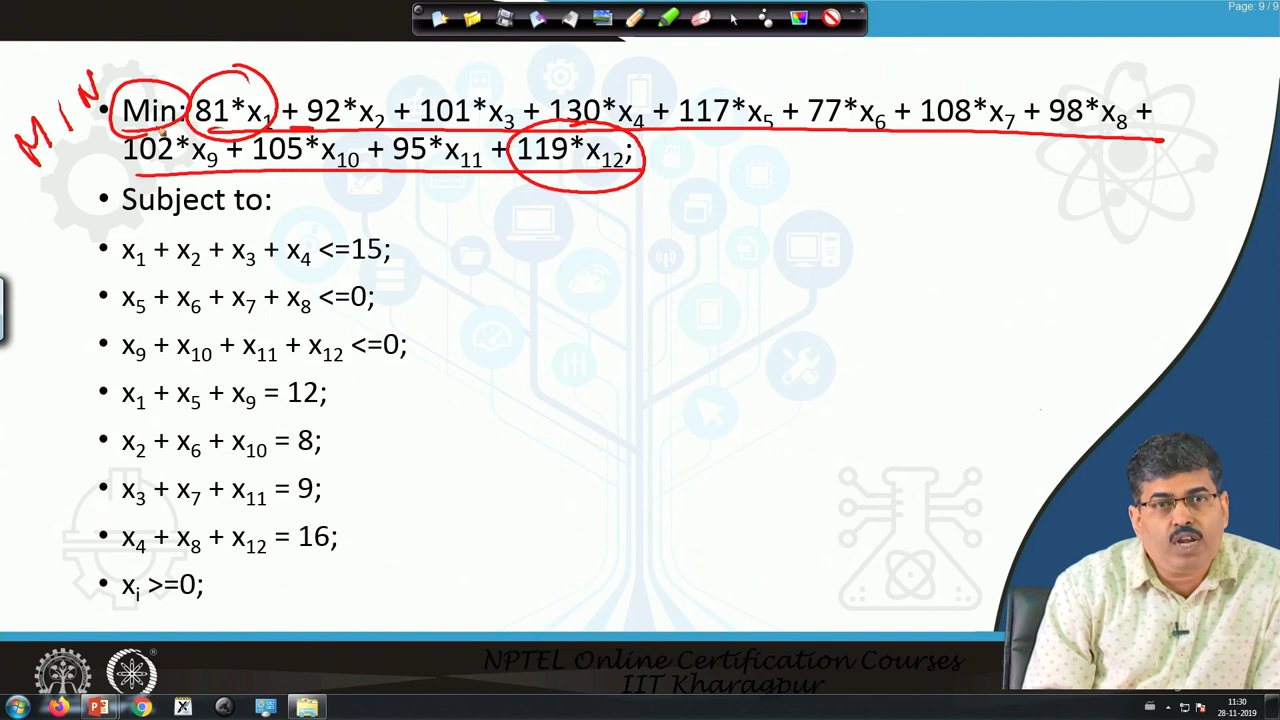 Page: 9 / 9
MIN
• Min: 81*x₁ + 92*x₂ + 101*x₃ + 130*x₄ + 117*x₅ + 77*x₆ + 108*x₇ + 98*x₈ +
102*x₉ + 105*x₁₀ + 95*x₁₁ + 119*x₁₂;
• Subject to:
• x₁ + x₂ + x₃ + x₄ <=15;
• x₅ + x₆ + x₇ + x₈ <=0;
• x₉ + x₁₀ + x₁₁ + x₁₂ <=0;
• x₁ + x₅ + x₉ = 12;
• x₂ + x₆ + x₁₀ = 8;
• x₃ + x₇ + x₁₁ = 9;
• x₄ + x₈ + x₁₂ = 16;
• xᵢ >=0;
NPTEL Online Certification Courses
IIT Kharagpur
11:30
28-11-2019